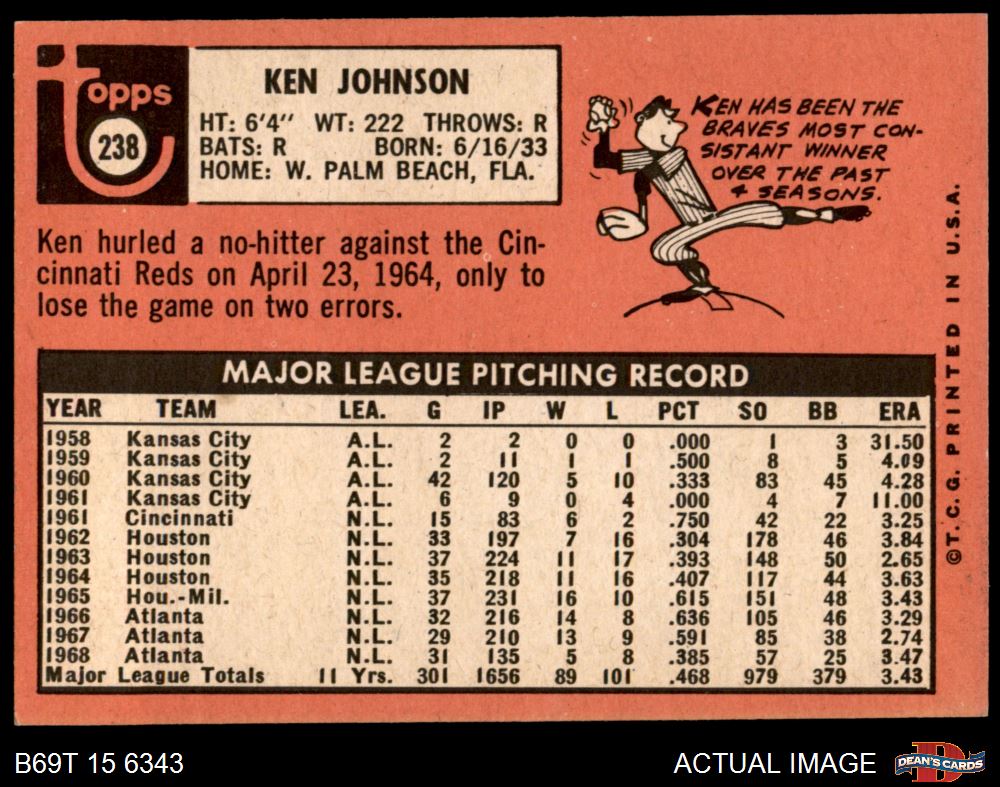 topps
238
KEN JOHNSON
HT: 6'4" WT: 222 THROWS: R
BATS: R BORN: 6/16/33
HOME: W. PALM BEACH, FLA.
KEN HAS BEEN THE
BRAVES MOST CON-
SISTANT WINNER
OVER THE PAST
4 SEASONS.
Ken hurled a no-hitter against the Cin-
cinnati Reds on April 23, 1964, only to
lose the game on two errors.
MAJOR LEAGUE PITCHING RECORD
YEAR TEAM LEA. G IP W L PCT SO BB ERA
1958 Kansas City A.L. 2 2 0 0 .000 1 3 31.50
1959 Kansas City A.L. 2 11 1 1 .500 8 5 4.09
1960 Kansas City A.L. 42 120 5 10 .333 83 45 4.28
1961 Kansas City A.L. 6 9 0 4 .000 4 7 11.00
1961 Cincinnati N.L. 15 83 6 2 .750 42 22 3.25
1962 Houston N.L. 33 197 7 16 .304 178 46 3.84
1963 Houston N.L. 37 224 11 17 .393 148 50 2.65
1964 Houston N.L. 35 218 11 16 .407 117 44 3.63
1965 Hou.-Mil. N.L. 37 231 16 10 .615 151 48 3.43
1966 Atlanta N.L. 32 216 14 8 .636 105 46 3.29
1967 Atlanta N.L. 29 210 13 9 .591 85 38 2.74
1968 Atlanta N.L. 31 135 5 8 .385 57 25 3.47
Major League Totals 11 Yrs. 301 1656 89 101 .468 979 379 3.43
©T.C.G. PRINTED IN U.S.A.
B69T 15 6343
ACTUAL IMAGE
D
DEAN'S CARDS